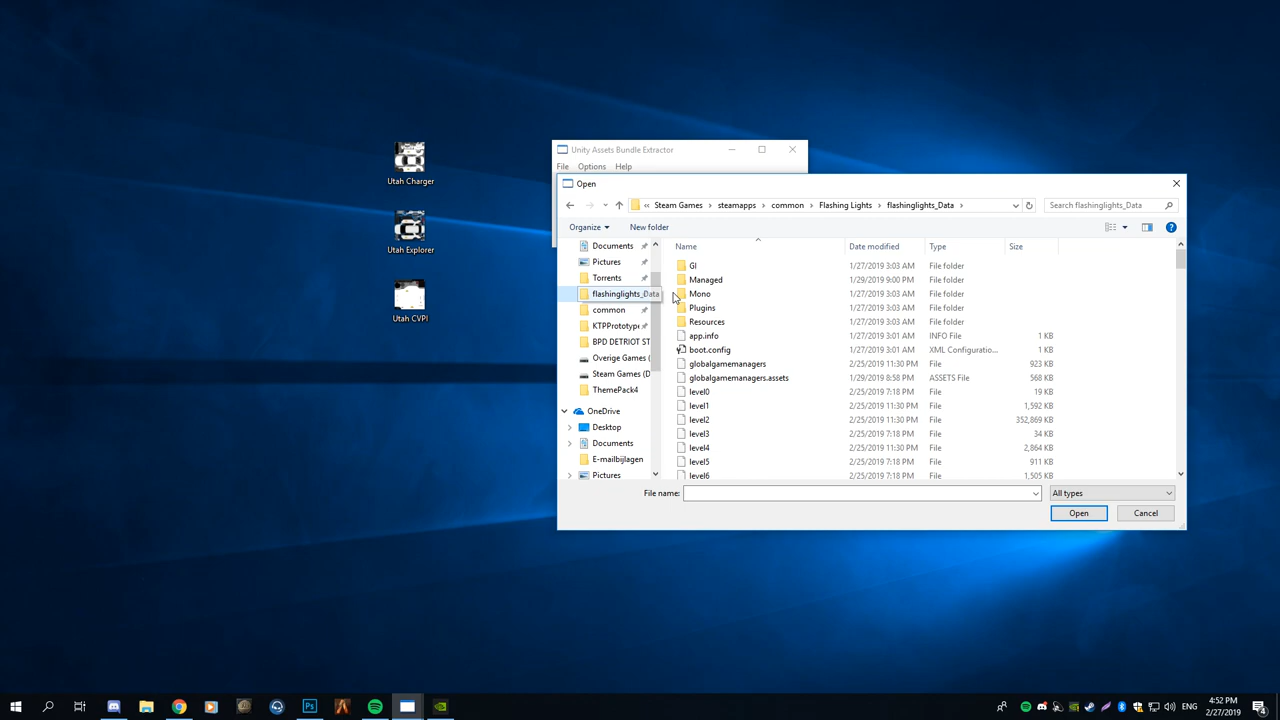 Utah Charger
Utah Explorer
Utah CVPI
Unity Assets Bundle Extractor
File Options Help
Open
« Steam Games › steamapps › common › Flashing Lights › flashinglights_Data ›
Search flashinglights_Data
Organize
New folder
Documents
Pictures
Torrents
flashinglights_Data
common
KTPPrototype
BPD DETRIOT ST
Overige Games (
Steam Games (D
ThemePack4
OneDrive
Desktop
Documents
E-mailbijlagen
Pictures
Name Date modified Type Size
GI 1/27/2019 3:03 AM File folder
Managed 1/29/2019 9:00 PM File folder
Mono 1/27/2019 3:03 AM File folder
Plugins 1/27/2019 3:03 AM File folder
Resources 1/27/2019 3:03 AM File folder
app.info 1/27/2019 3:01 AM INFO File 1 KB
boot.config 1/27/2019 3:01 AM XML Configuratio... 1 KB
globalgamemanagers 2/25/2019 11:30 PM File 923 KB
globalgamemanagers.assets 1/29/2019 8:58 PM ASSETS File 568 KB
level0 2/25/2019 7:18 PM File 19 KB
level1 2/25/2019 11:30 PM File 1,592 KB
level2 2/25/2019 11:30 PM File 352,869 KB
level3 2/25/2019 7:18 PM File 34 KB
level4 2/25/2019 11:30 PM File 2,864 KB
level5 2/25/2019 7:18 PM File 911 KB
level6 2/25/2019 7:18 PM File 1,505 KB
File name:
All types
Open
Cancel
Ps
ENG
4:52 PM
2/27/2019
4